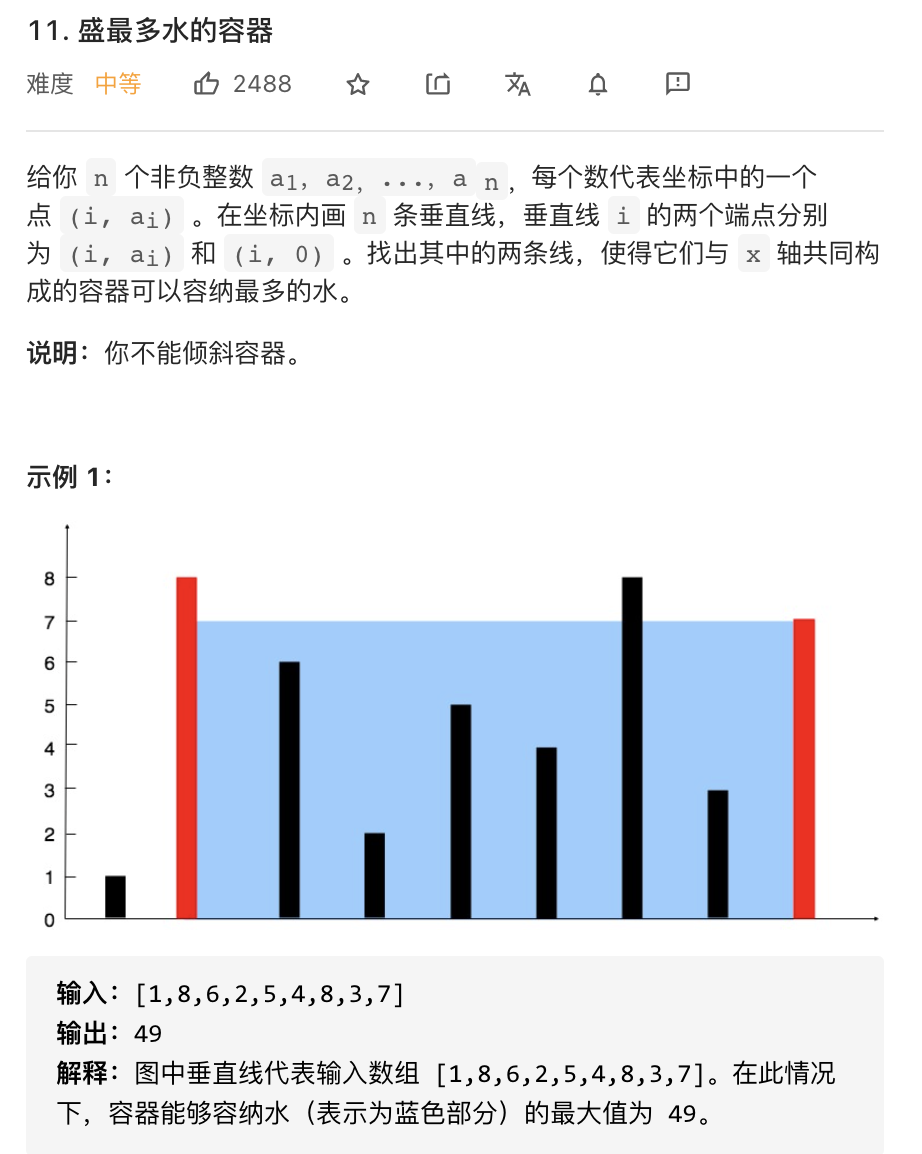 11. 盛最多水的容器
难度 中等 2488
给你 n 个非负整数 a1，a2，...，a n，每个数代表坐标中的一个
点 (i, ai) 。在坐标内画 n 条垂直线，垂直线 i 的两个端点分别
为 (i, ai) 和 (i, 0) 。找出其中的两条线，使得它们与 x 轴共同构
成的容器可以容纳最多的水。
说明：你不能倾斜容器。
示例 1：
8
7
6
5
4
3
2
1
0
输入：[1,8,6,2,5,4,8,3,7]
输出：49
解释：图中垂直线代表输入数组 [1,8,6,2,5,4,8,3,7]。在此情况
下，容器能够容纳水（表示为蓝色部分）的最大值为 49。